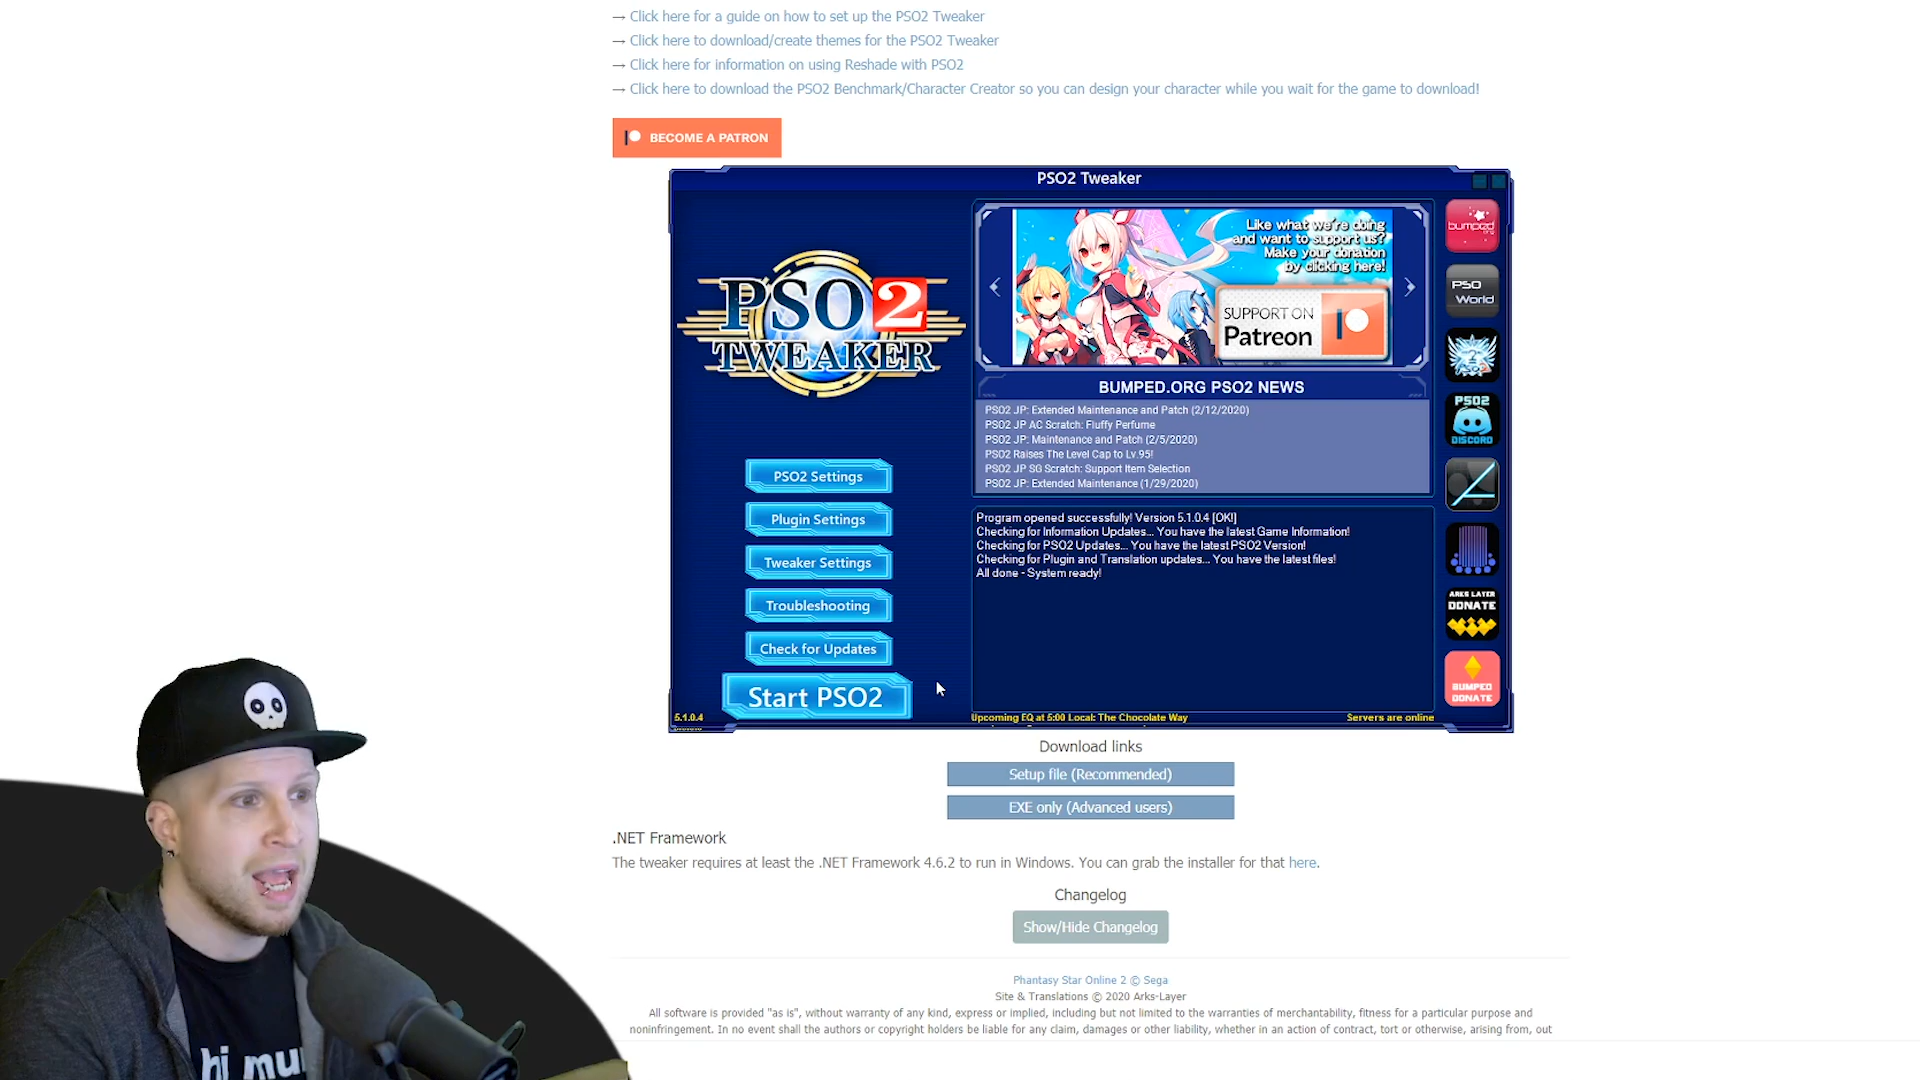 → Click here for a guide on how to set up the PSO2 Tweaker
→ Click here to download/create themes for the PSO2 Tweaker
→ Click here for information on using Reshade with PSO2
→ Click here to download the PSO2 Benchmark/Character Creator so you can design your character while you wait for the game to download!
BECOME A PATRON
PSO2 Tweaker
PSO2
TWEAKER
Like what we're doing
and want to support us?
Make your donation
by clicking here!
SUPPORT ON
Patreon
BUMPED.ORG PSO2 NEWS
PSO2 JP: Extended Maintenance and Patch (2/12/2020)
PSO2 JP AC Scratch: Fluffy Perfume
PSO2 JP: Maintenance and Patch (2/5/2020)
PSO2 Raises The Level Cap to Lv.95!
PSO2 JP SG Scratch: Support Item Selection
PSO2 JP: Extended Maintenance (1/29/2020)
PSO2 Settings
Plugin Settings
Tweaker Settings
Troubleshooting
Check for Updates
Start PSO2
5.1.0.4
Program opened successfully! Version 5.1.0.4 [OK!]
Checking for Information Updates... You have the latest Game Information!
Checking for PSO2 Updates... You have the latest PSO2 Version!
Checking for Plugin and Translation updates... You have the latest files!
All done - System ready!
Upcoming EQ at 5:00 Local: The Chocolate Way
Servers are online
bumped
PSO
World
PSO2
DISCORD
ARKS LAYER
DONATE
BUMPED
DONATE
Download links
Setup file (Recommended)
EXE only (Advanced users)
.NET Framework
The tweaker requires at least the .NET Framework 4.6.2 to run in Windows. You can grab the installer for that here.
Changelog
Show/Hide Changelog
Phantasy Star Online 2 © Sega
Site & Translations © 2020 Arks-Layer
All software is provided "as is", without warranty of any kind, express or implied, including but not limited to the warranties of merchantability, fitness for a particular purpose and
noninfringement. In no event shall the authors or copyright holders be liable for any claim, damages or other liability, whether in an action of contract, tort or otherwise, arising from, out
hi